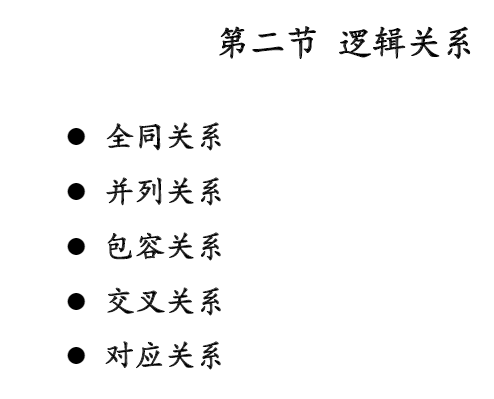 第二节 逻辑关系
● 全同关系
● 并列关系
● 包容关系
● 交叉关系
● 对应关系